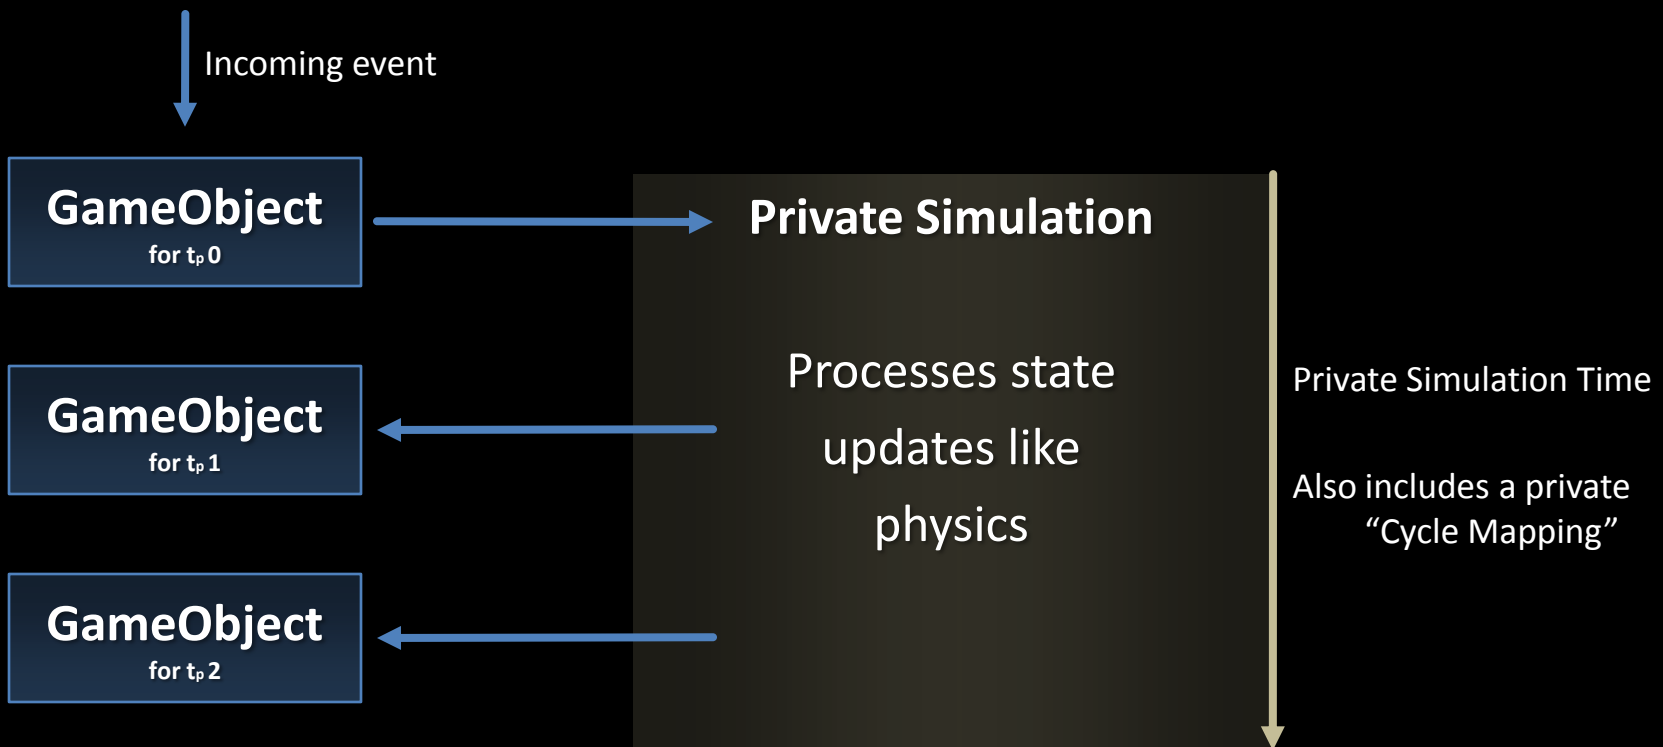 Incoming event
GameObject
for tₚ 0
Private Simulation
Processes state
updates like
physics
Private Simulation Time
Also includes a private
“Cycle Mapping”
GameObject
for tₚ 1
GameObject
for tₚ 2